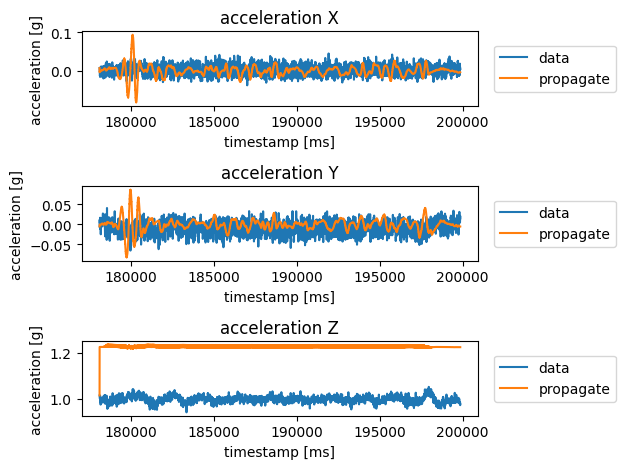 acceleration X
acceleration [g]
0.1
0.0
180000 185000 190000 195000 200000
timestamp [ms]
data
propagate
acceleration Y
acceleration [g]
0.05
0.00
−0.05
180000 185000 190000 195000 200000
timestamp [ms]
data
propagate
acceleration Z
acceleration [g]
1.2
1.0
180000 185000 190000 195000 200000
timestamp [ms]
data
propagate